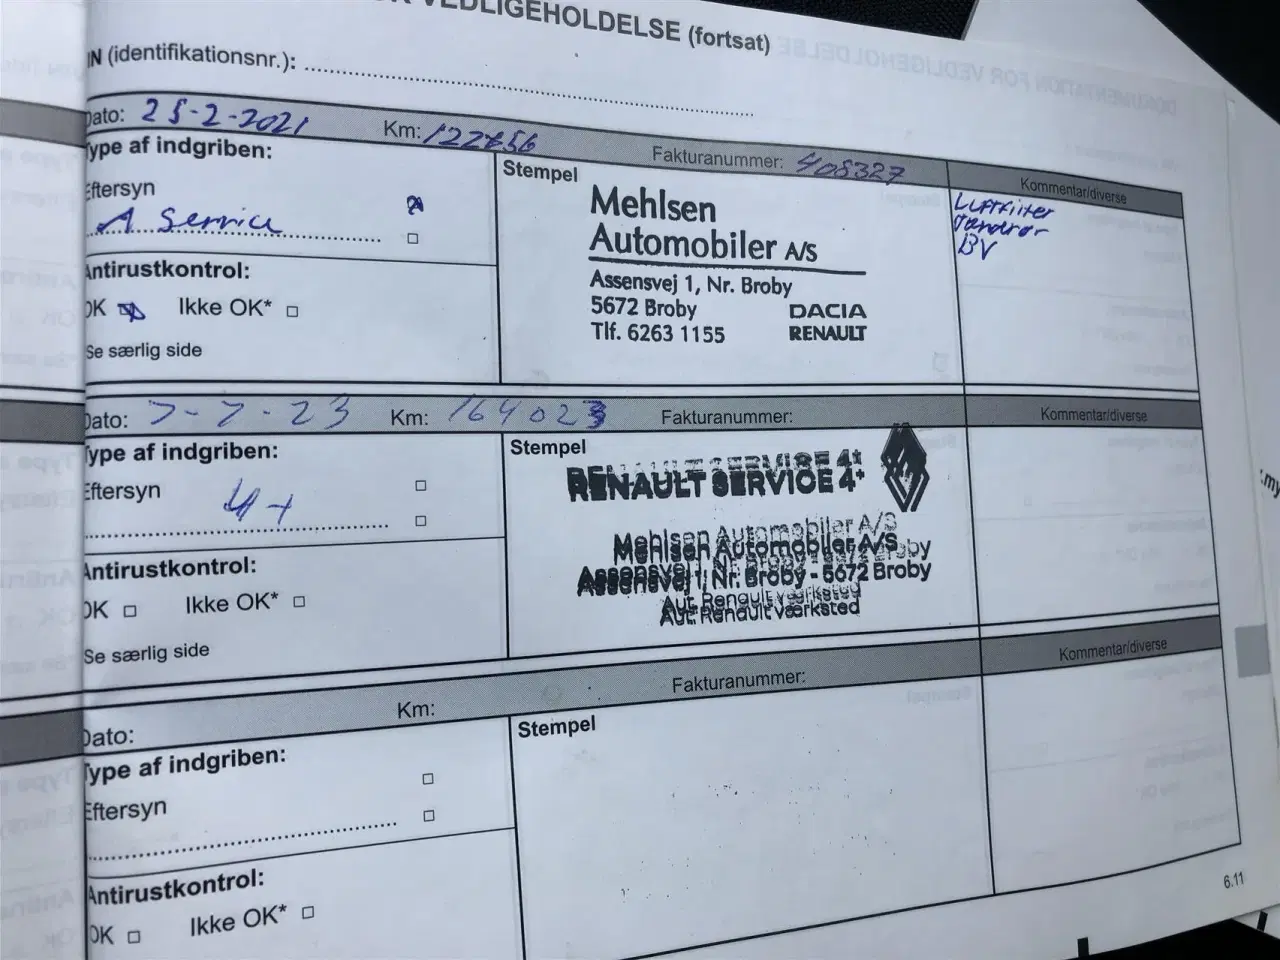 VEDLIGEHOLDELSE (fortsat)
IN (identifikationsnr.):
Dato: 25-2-2021 Km: Fakturanummer: 408327 Kommentar/diverse
Type af indgriben:
Eftersyn
A Service
Stempel
Mehlsen
Automobiler A/S
Assensvej 1, Nr. Broby
5672 Broby DACIA
Tlf. 6263 1155 RENAULT
Luftfilter
BV
Antirustkontrol:
OK Ikke OK*
Se særlig side
Dato: 7-7-23 Km: 164023 Fakturanummer: Kommentar/diverse
Type af indgriben:
Eftersyn
4+
Stempel
RENAULT SERVICE 4+
Mehlsen Automobiler A/S
Assensvej 1, Nr. Broby - 5672 Broby
Aut. Renault værksted
Antirustkontrol:
OK Ikke OK*
Se særlig side
Dato: Km: Fakturanummer: Kommentar/diverse
Type af indgriben:
Eftersyn
Stempel
Antirustkontrol:
OK Ikke OK*
6.11